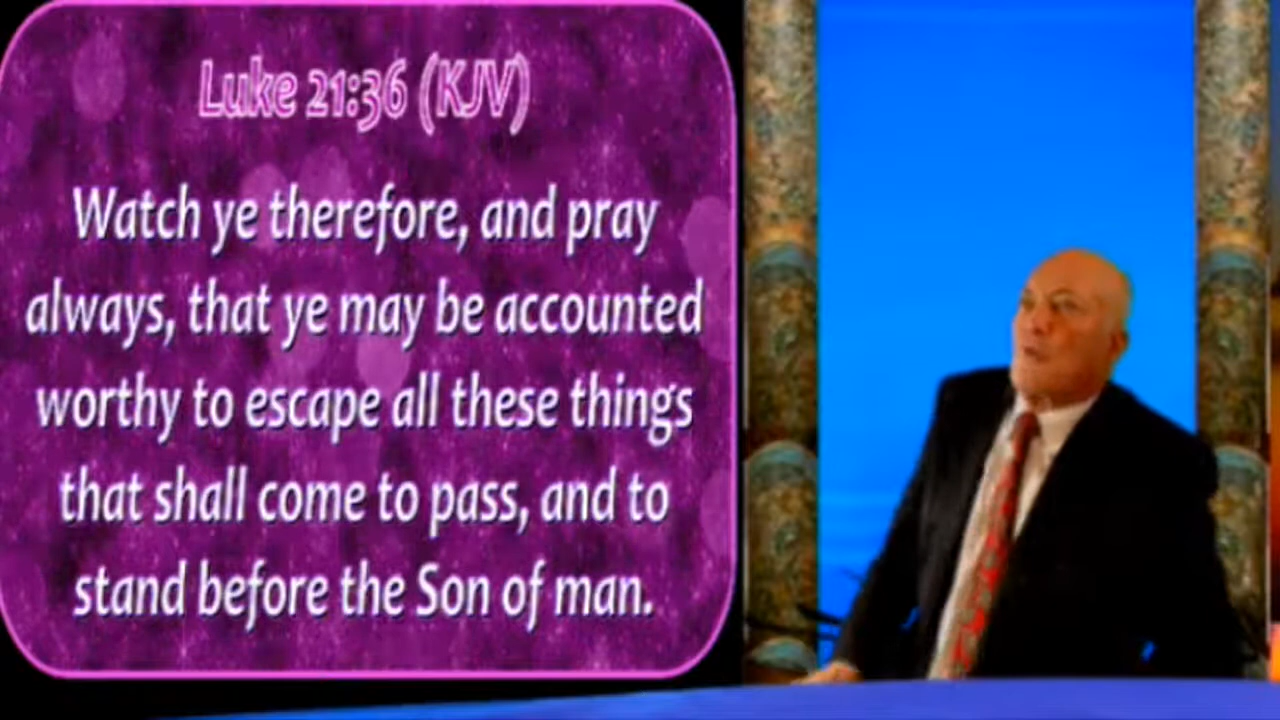 Luke 21:36 (KJV)
Watch ye therefore, and pray
always, that ye may be accounted
worthy to escape all these things
that shall come to pass, and to
stand before the Son of man.